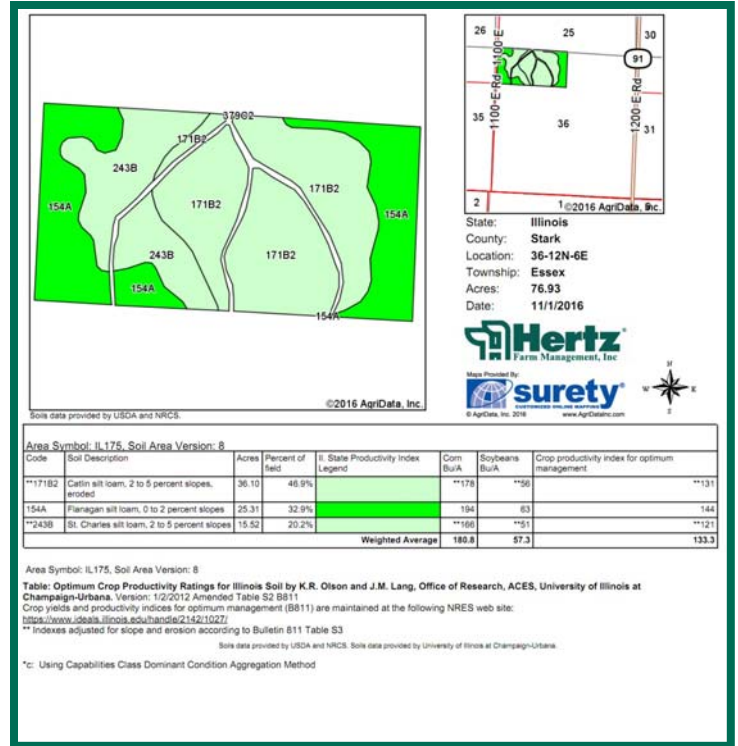 379C2
171B2
243B
154A
171B2
171B2
154A
243B
171B2
154A
154A
©2016 AgriData, Inc.
Soils data provided by USDA and NRCS.
26
25
30
91
1100-E-Rd
1100-E
1200-E-Rd
35
36
31
2
1
©2016 AgriData, Inc.
State: Illinois
County: Stark
Location: 36-12N-6E
Township: Essex
Acres: 76.93
Date: 11/1/2016
Hertz
Farm Management, Inc
Maps Provided By:
surety
CUSTOMIZED ONLINE MAPPING
© AgriData, Inc. 2016 www.AgriDataInc.com
N
W
E
S
Area Symbol: IL175, Soil Area Version: 8
Code Soil Description Acres Percent of field II. State Productivity Index Legend Corn Bu/A Soybeans Bu/A Crop productivity index for optimum management
**171B2 Catlin silt loam, 2 to 5 percent slopes, eroded 36.10 46.9% **178 **56 **131
154A Flanagan silt loam, 0 to 2 percent slopes 25.31 32.9% 194 63 144
**243B St. Charles silt loam, 2 to 5 percent slopes 15.52 20.2% **166 **51 **121
Weighted Average 180.8 57.3 133.3
Area Symbol: IL175, Soil Area Version: 8
Table: Optimum Crop Productivity Ratings for Illinois Soil by K.R. Olson and J.M. Lang, Office of Research, ACES, University of Illinois at
Champaign-Urbana. Version: 1/2/2012 Amended Table S2 B811
Crop yields and productivity indices for optimum management (B811) are maintained at the following NRES web site:
https://www.ideals.illinois.edu/handle/2142/1027/
** Indexes adjusted for slope and erosion according to Bulletin 811 Table S3
Soils data provided by USDA and NRCS. Soils data provided by University of Illinois at Champaign-Urbana.
*c: Using Capabilities Class Dominant Condition Aggregation Method